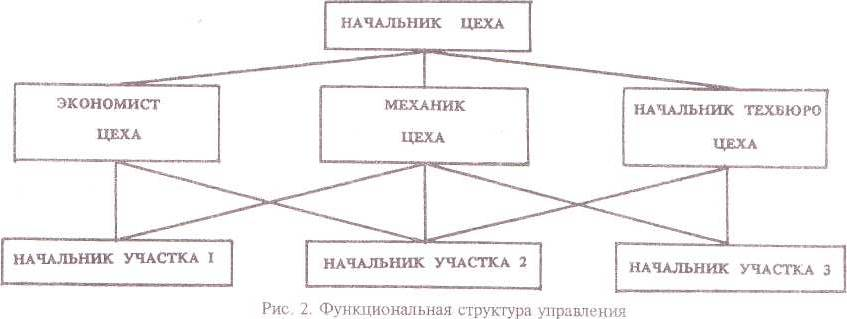 НАЧАЛЬНИК ЦЕХА
ЭКОНОМИСТ
ЦЕХА
МЕХАНИК
ЦЕХА
НАЧАЛЬНИК ТЕХБЮРО
ЦЕХА
НАЧАЛЬНИК УЧАСТКА I
НАЧАЛЬНИК УЧАСТКА 2
НАЧАЛЬНИК УЧАСТКА 3
Рис. 2. Функциональная структура управления